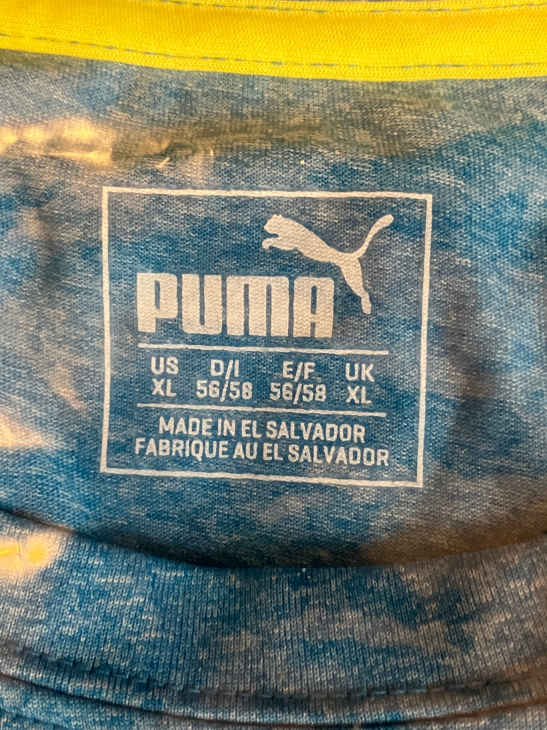 PUMA
US D/I E/F UK
XL 56/58 56/58 XL
MADE IN EL SALVADOR
FABRIQUE AU EL SALVADOR